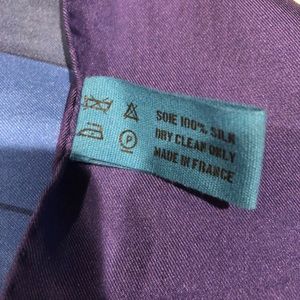 SOIE 100% SILK
DRY CLEAN ONLY
MADE IN FRANCE
P